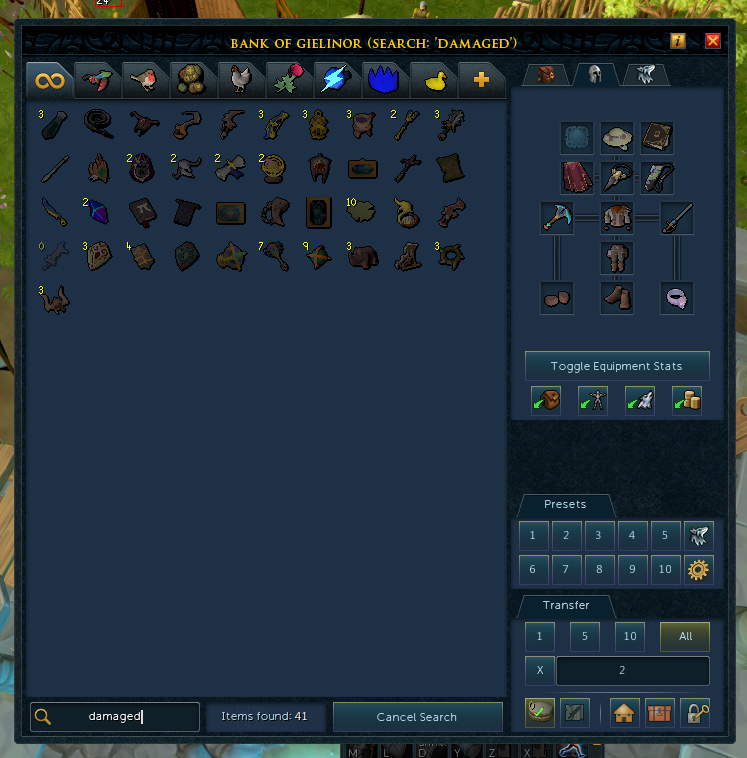 24
BANK OF GIELINOR (SEARCH: 'DAMAGED')
3 3 3 3 2 3
2 2 2 2
2 10
0 3 4 7 9 3 3
3
Toggle Equipment Stats
Presets
1 2 3 4 5
6 7 8 9 10
Transfer
1 5 10 All
X 2
damaged
Items found: 41
Cancel Search
M L D Y Z X